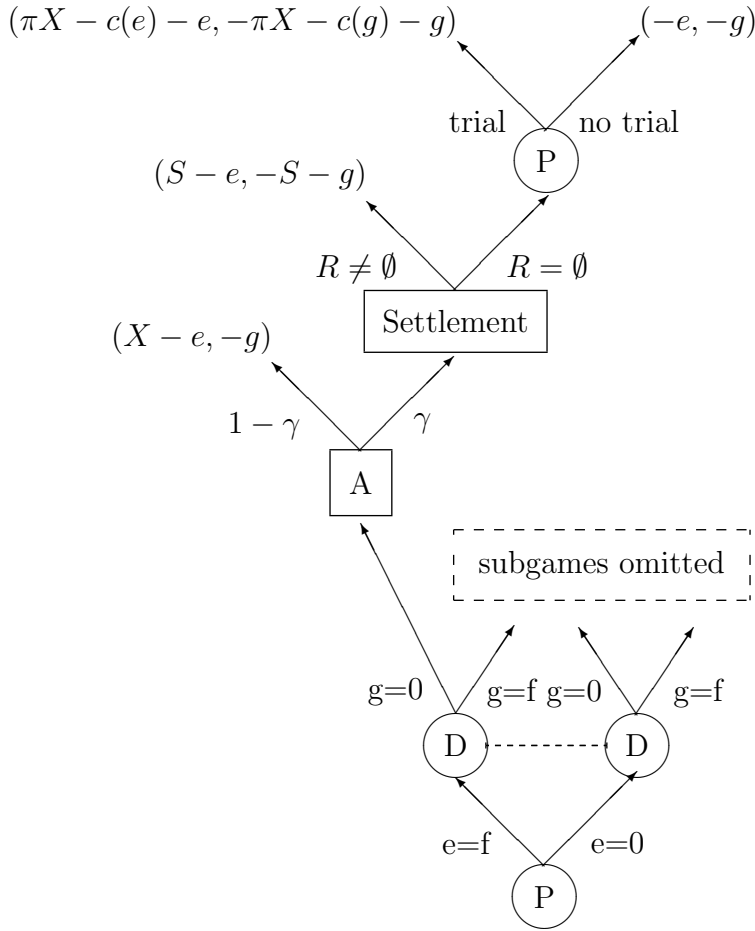 (πX − c(e) − e, −πX − c(g) − g)
(−e, −g)
trial
no trial
P
(S − e, −S − g)
R ≠ ∅
R = ∅
Settlement
(X − e, −g)
1 − γ
γ
A
subgames omitted
g=0
g=f
g=0
g=f
D
D
e=f
e=0
P